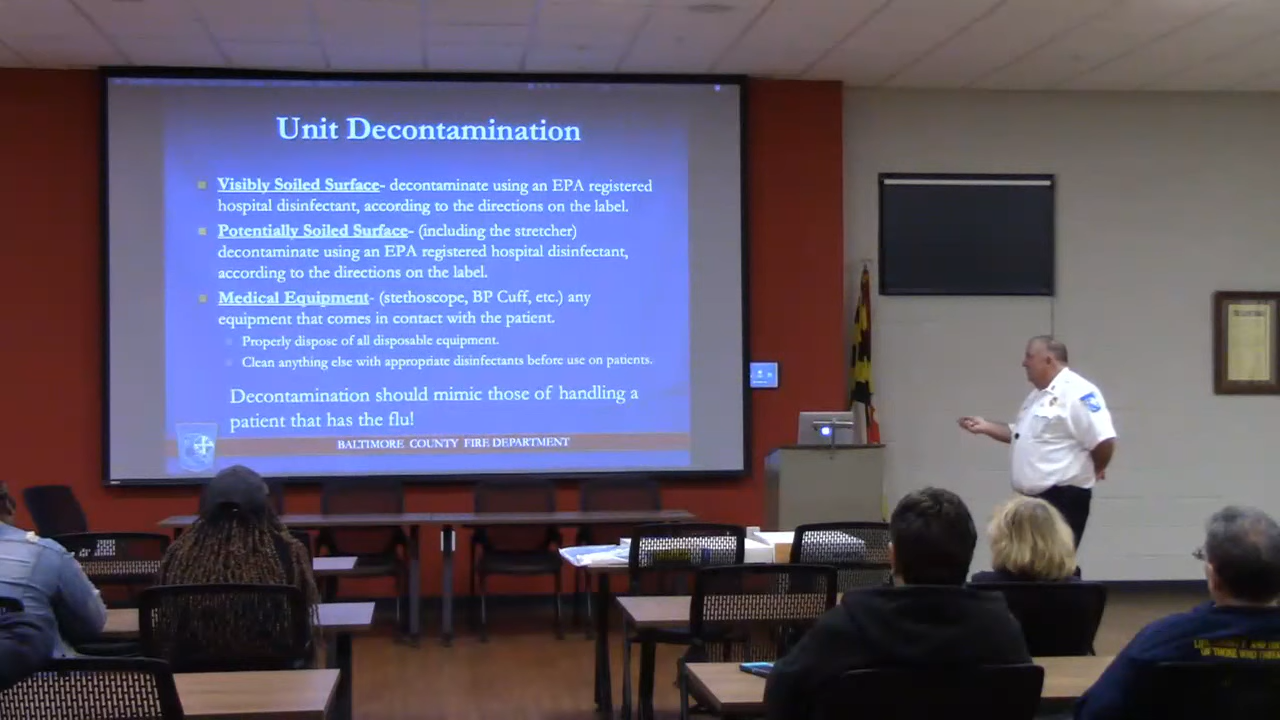 Unit Decontamination
Visibly Soiled Surface- decontaminate using an EPA registered
hospital disinfectant, according to the directions on the label.
Potentially Soiled Surface- (including the stretcher)
decontaminate using an EPA registered hospital disinfectant,
according to the directions on the label.
Medical Equipment- (stethoscope, BP Cuff, etc.) any
equipment that comes in contact with the patient.
Properly dispose of all disposable equipment.
Clean anything else with appropriate disinfectants before use on patients.
Decontamination should mimic those of handling a
patient that has the flu!
BALTIMORE COUNTY FIRE DEPARTMENT
OF THOSE WHO